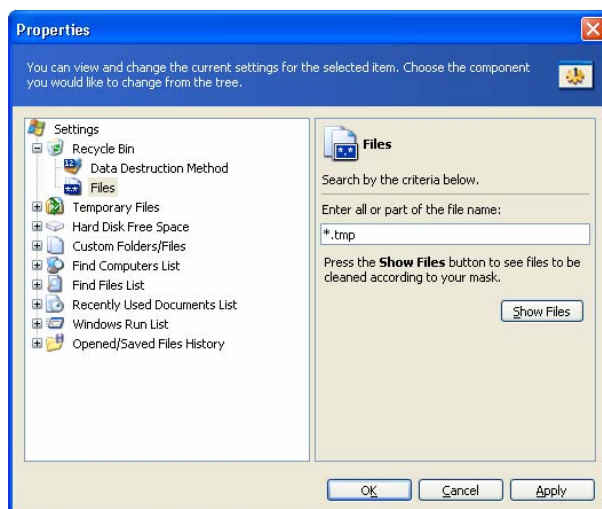 Properties
You can view and change the current settings for the selected item. Choose the component
you would like to change from the tree.
Settings
Recycle Bin
Data Destruction Method
Files
Temporary Files
Hard Disk Free Space
Custom Folders/Files
Find Computers List
Find Files List
Recently Used Documents List
Windows Run List
Opened/Saved Files History
Files
Search by the criteria below.
Enter all or part of the file name:
*.tmp
Press the Show Files button to see files to be
cleaned according to your mask.
Show Files
OK
Cancel
Apply